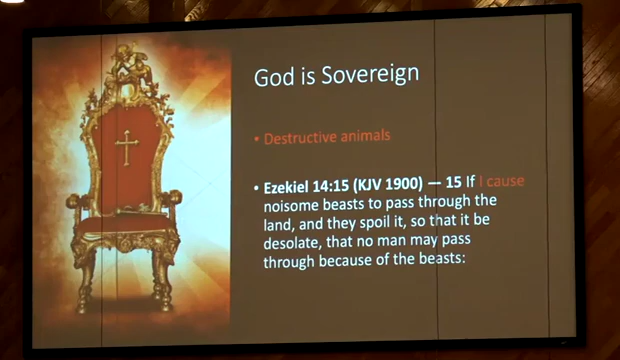 God is Sovereign
• Destructive animals
• Ezekiel 14:15 (KJV 1900) — 15 If I cause
noisome beasts to pass through the
land, and they spoil it, so that it be
desolate, that no man may pass
through because of the beasts: